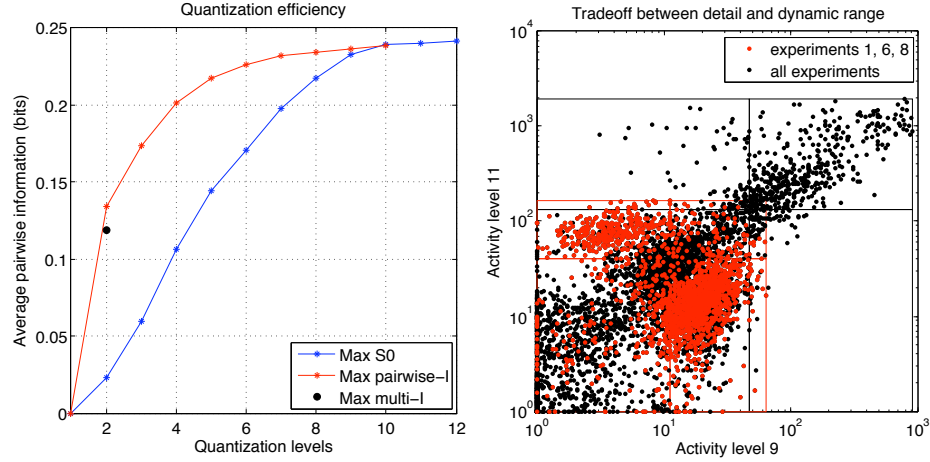 Quantization efficiency
Average pairwise information (bits)
0.25
0.2
0.15
0.1
0.05
0
2
4
6
8
10
12
Quantization levels
Max S0
Max pairwise−I
Max multi−I
Tradeoff between detail and dynamic range
Activity level 11
10^4
10^3
10^2
10^1
10^0
10^0
10^1
10^2
10^3
Activity level 9
experiments 1, 6, 8
all experiments